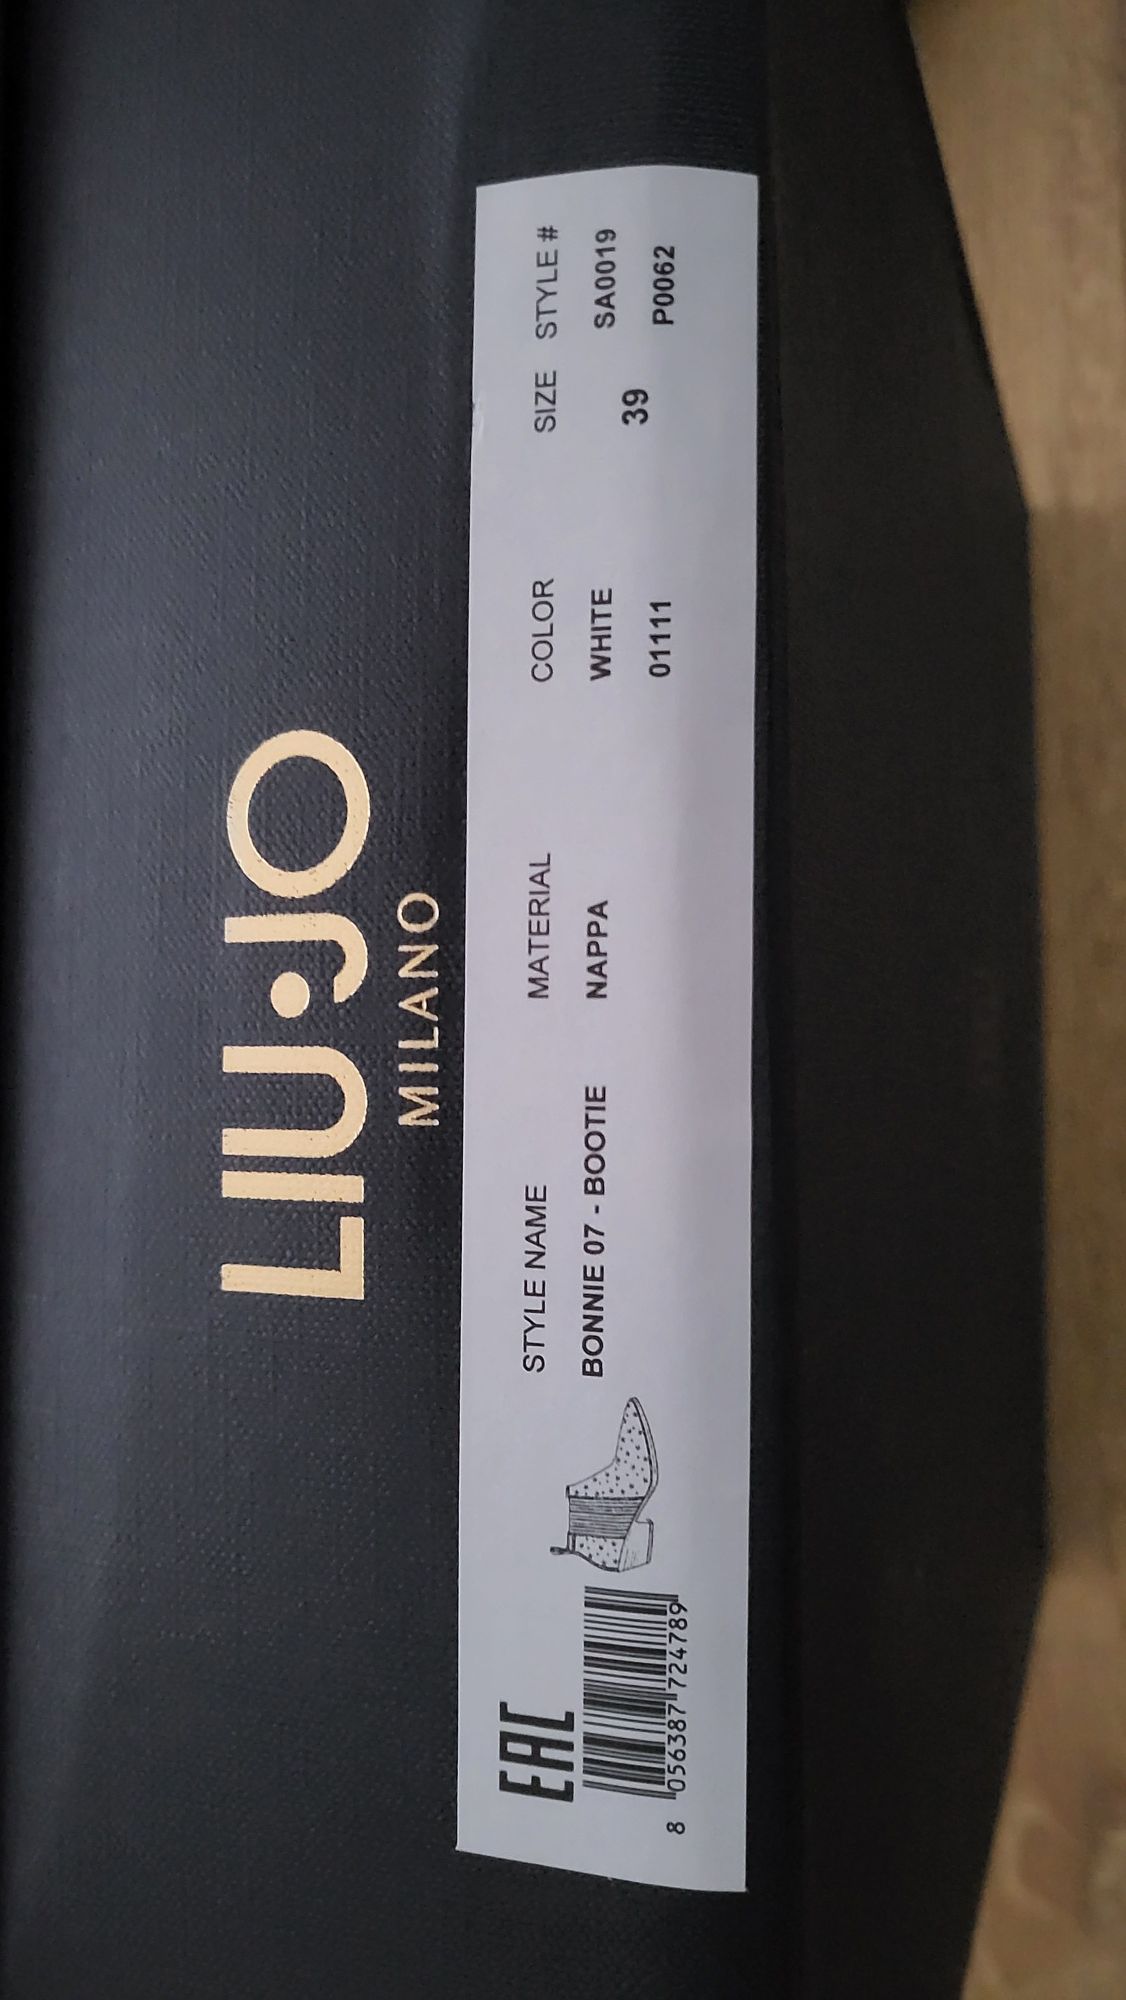 LIU·JO
MILANO
EAC
STYLE NAME MATERIAL COLOR SIZE STYLE #
BONNIE 07 - BOOTIE NAPPA WHITE SA0019
39
01111 P0062
8 056387 724789